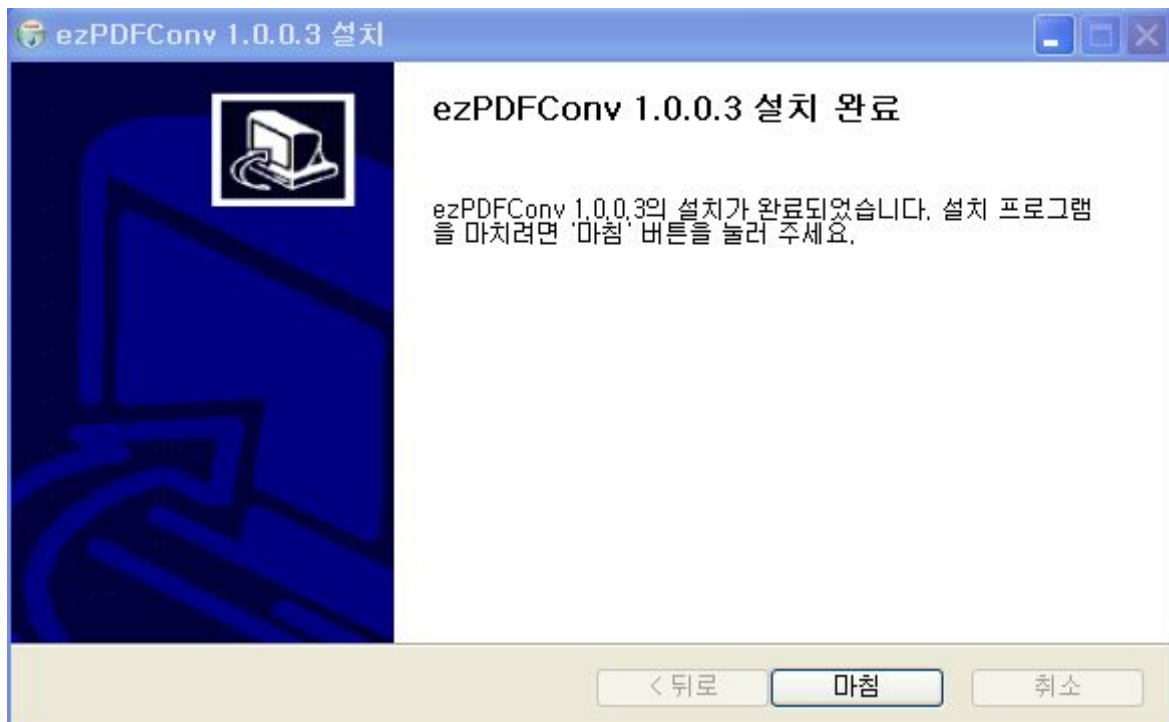 ezPDFConv 1.0.0.3 설치
ezPDFConv 1.0.0.3 설치 완료
ezPDFConv 1.0.0.3의 설치가 완료되었습니다. 설치 프로그램
을 마치려면 '마침' 버튼을 눌러 주세요.
< 뒤로 마침 취소